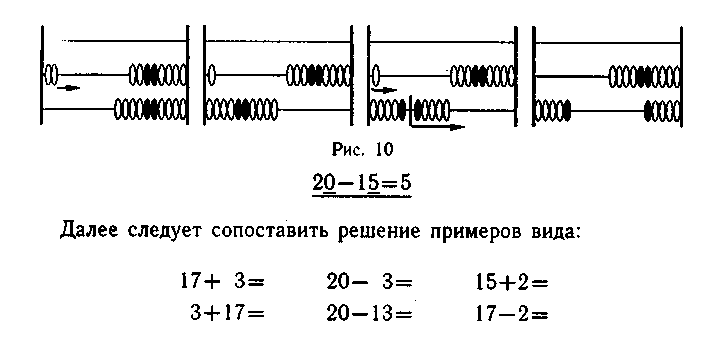 Рис. 10
20—15=5
Далее следует сопоставить решение примеров вида:
17+ 3= 20— 3= 15+2=
3+17= 20—13= 17—2=